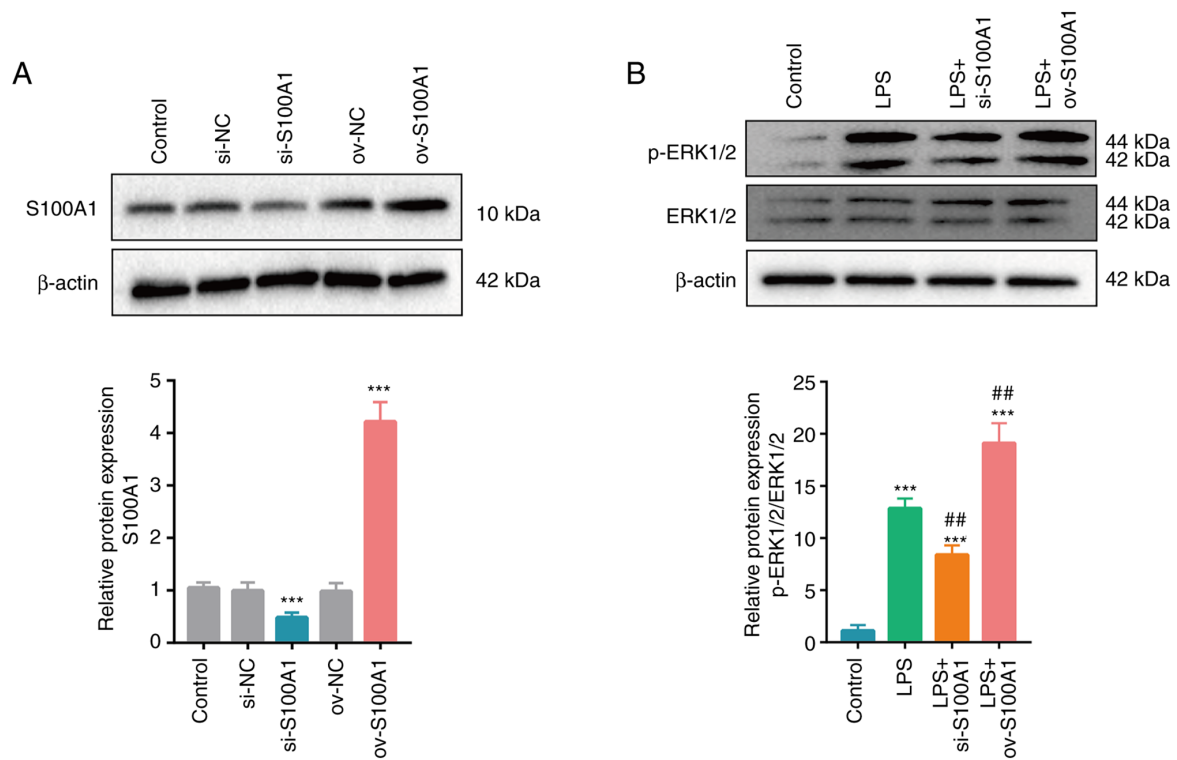 A
Control
si-NC
si-S100A1
ov-NC
ov-S100A1
S100A1
10 kDa
β-actin
42 kDa
Relative protein expression
S100A1
5
4
3
2
1
0
***
***
Control
si-NC
si-S100A1
ov-NC
ov-S100A1
B
Control
LPS
LPS+
si-S100A1
LPS+
ov-S100A1
p-ERK1/2
44 kDa
42 kDa
ERK1/2
44 kDa
42 kDa
β-actin
42 kDa
Relative protein expression
p-ERK1/2/ERK1/2
25
20
15
10
5
0
***
##
***
##
***
Control
LPS
LPS+
si-S100A1
LPS+
ov-S100A1